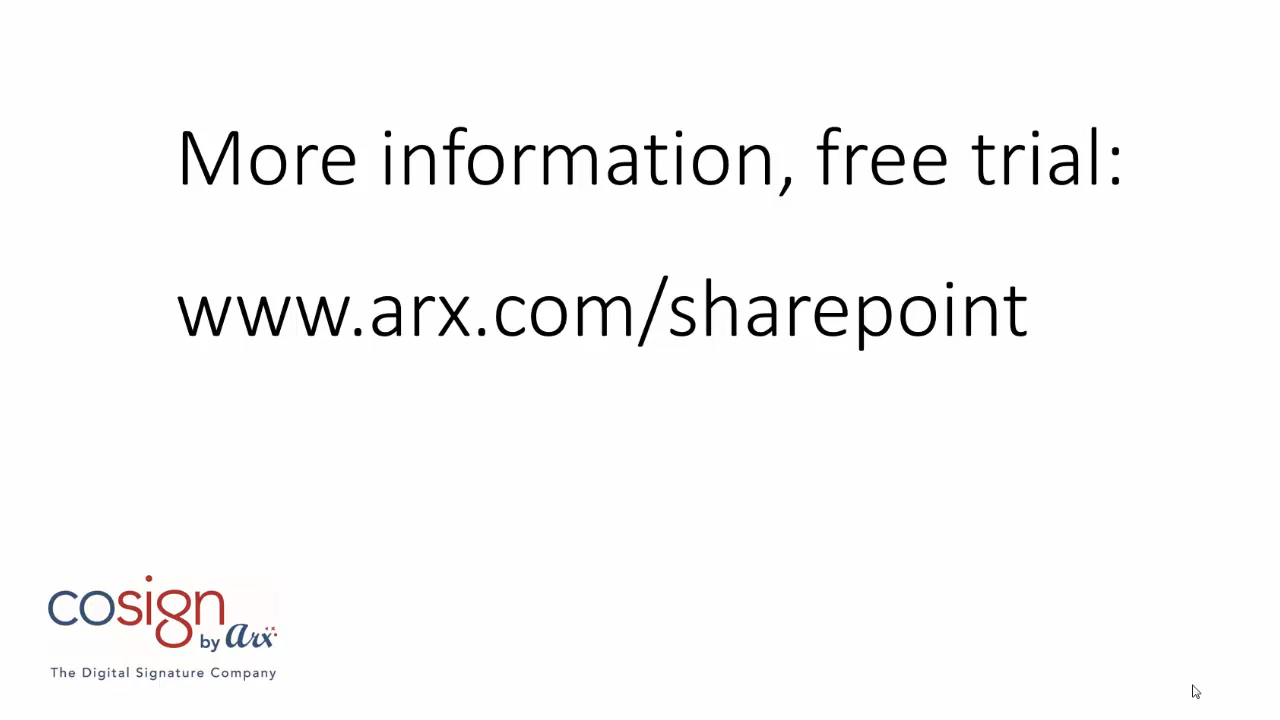 More information, free trial:
www.arx.com/sharepoint
cosign
by arx
The Digital Signature Company